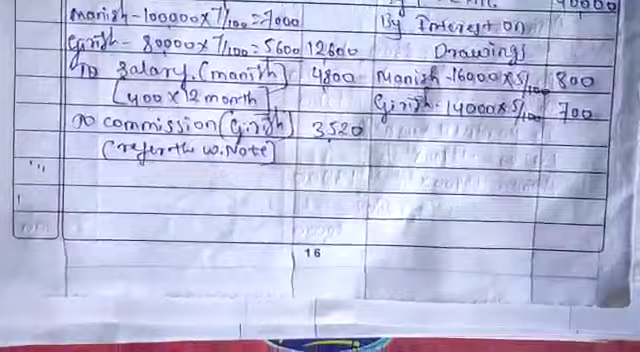 40000
Manish - 100000 x 7/100 = 7000
By Interest on
Girish - 80000 x 7/100 = 5600 12600
Drawings
To Salary (manish) 4800
Manish - 16000 x 5/100 800
[400 x 12 month]
Girish - 14000 x 5/100 700
To commission (Girish) 3520
(refer the w. Note)
16